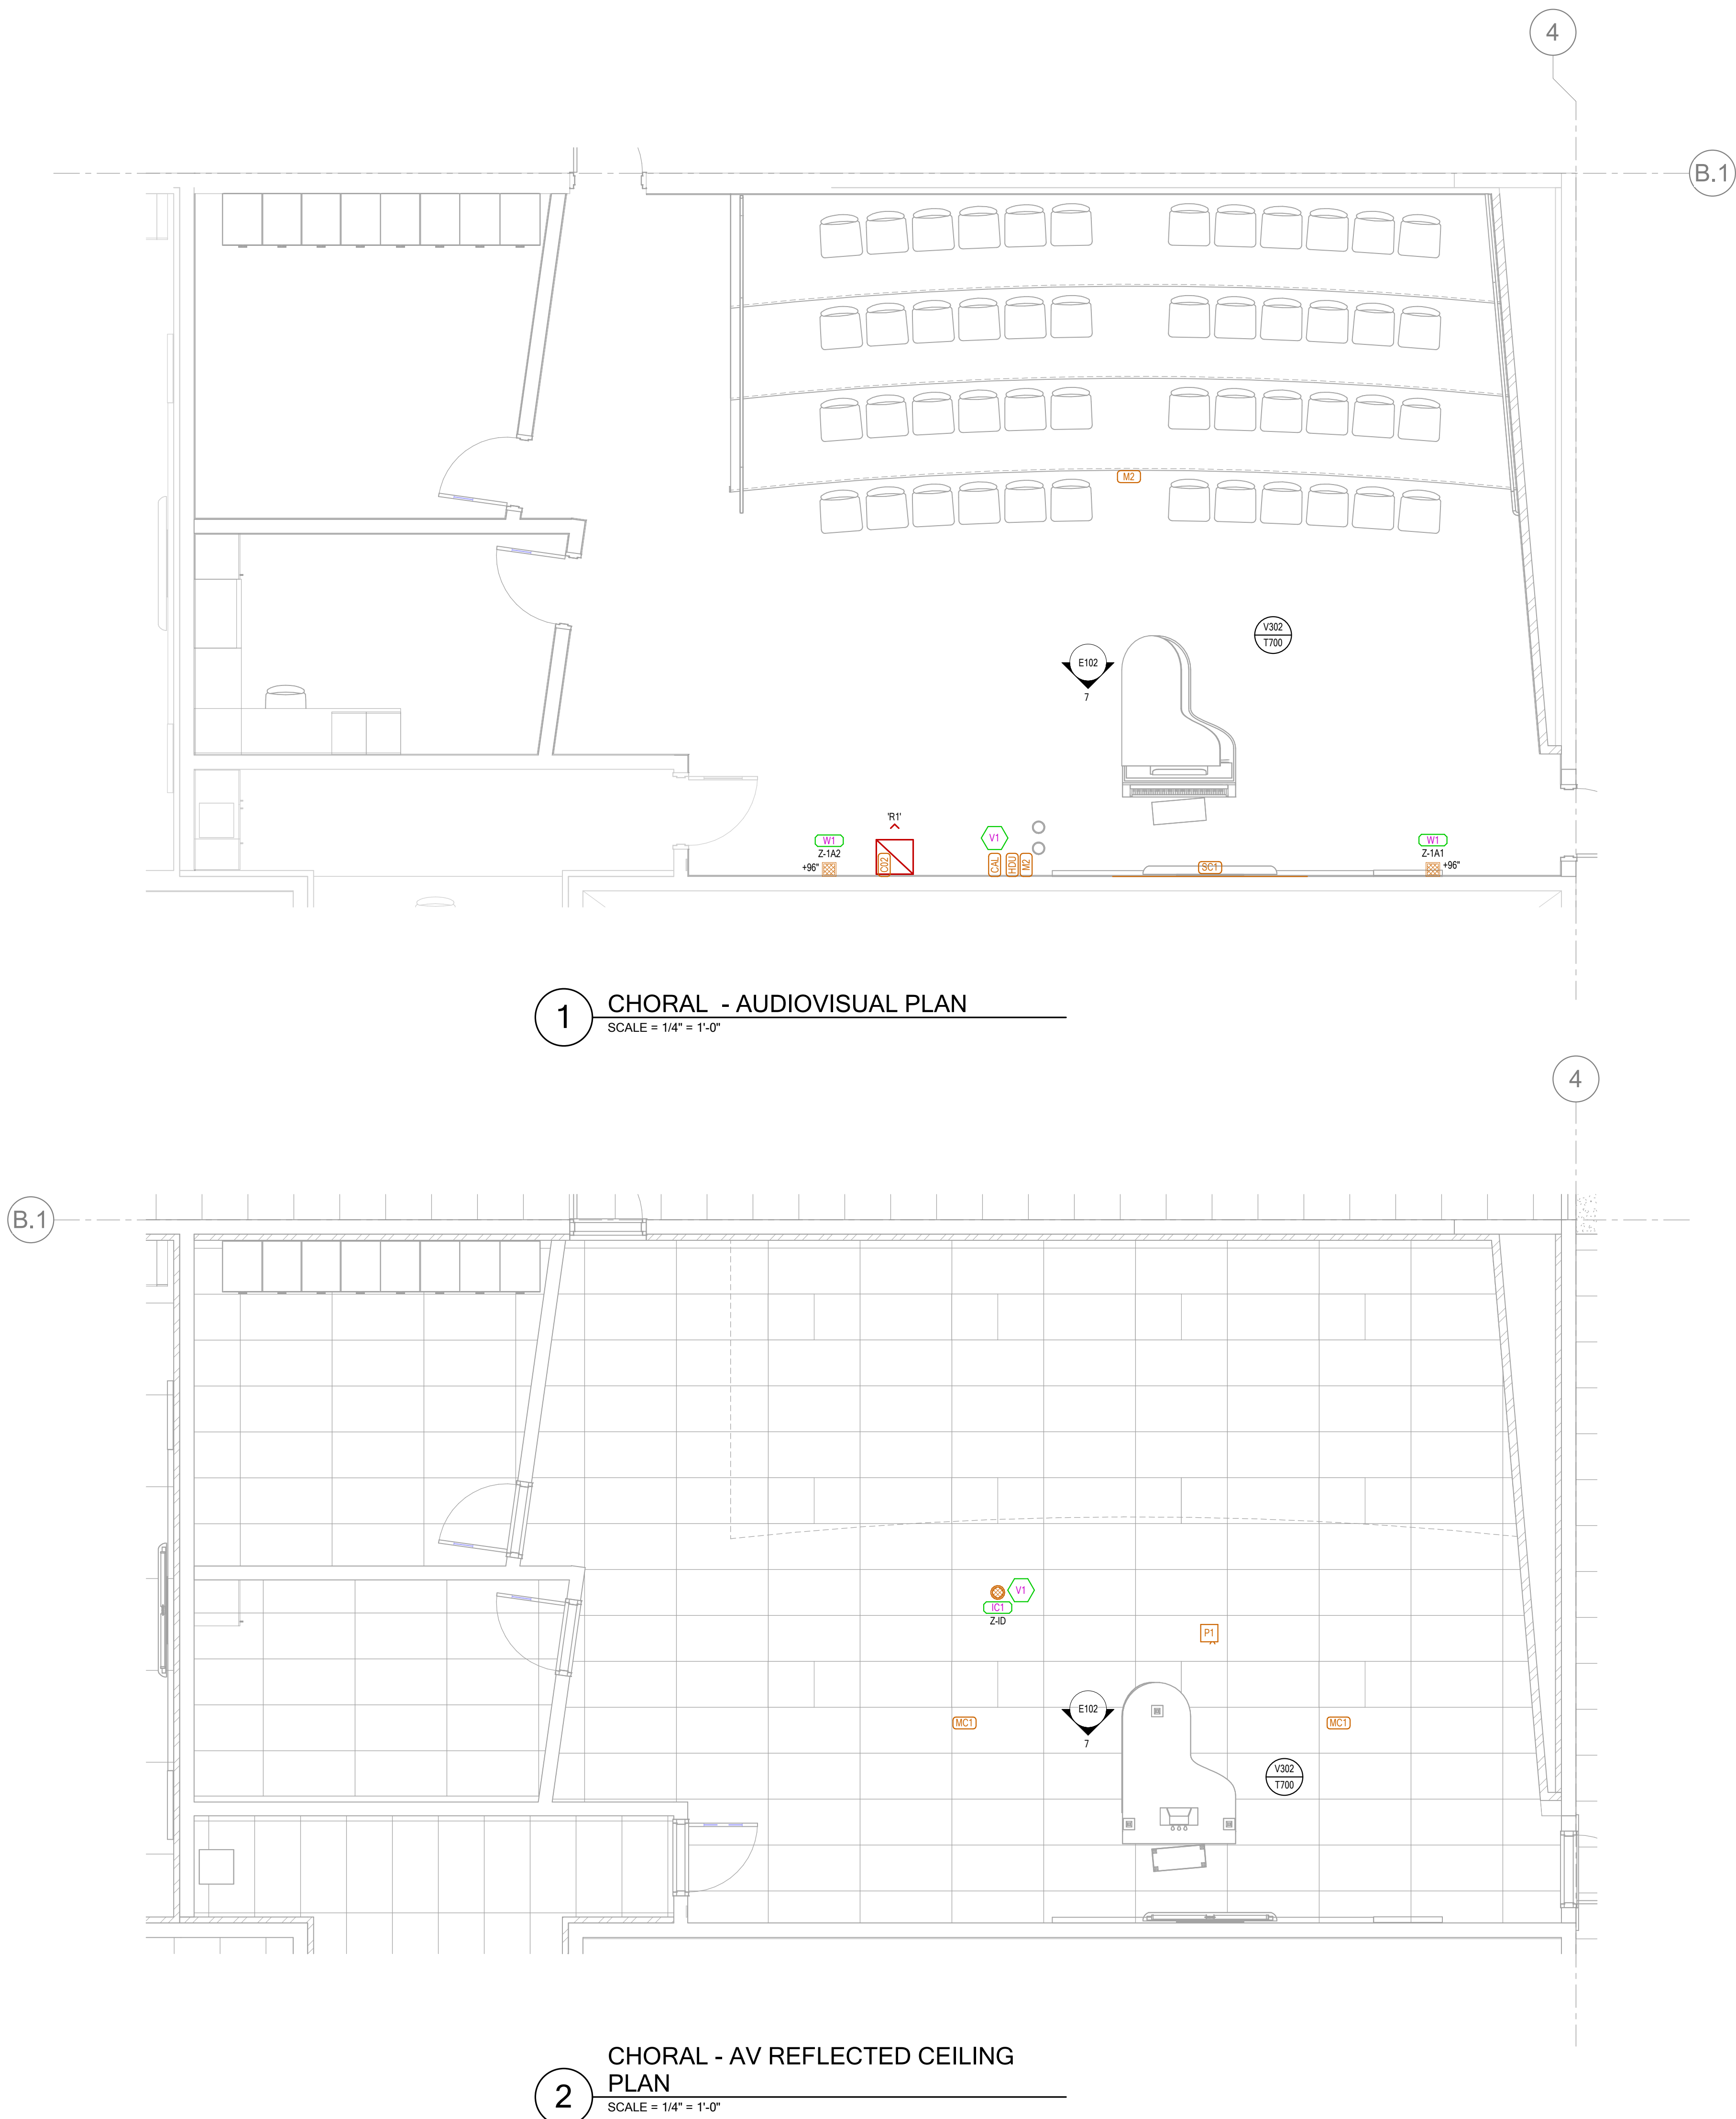 4
B.1
M2
V302
T700
E102
7
'R1'
W1
Z-1A2
+96"
C02
V1
CAL
HDU
M2
SC1
W1
Z-1A1
+96"
1
CHORAL - AUDIOVISUAL PLAN
SCALE = 1/4" = 1'-0"
4
B.1
V1
IC1
Z-ID
P1
MC1
E102
7
MC1
V302
T700
CHORAL - AV REFLECTED CEILING
PLAN
2
SCALE = 1/4" = 1'-0"